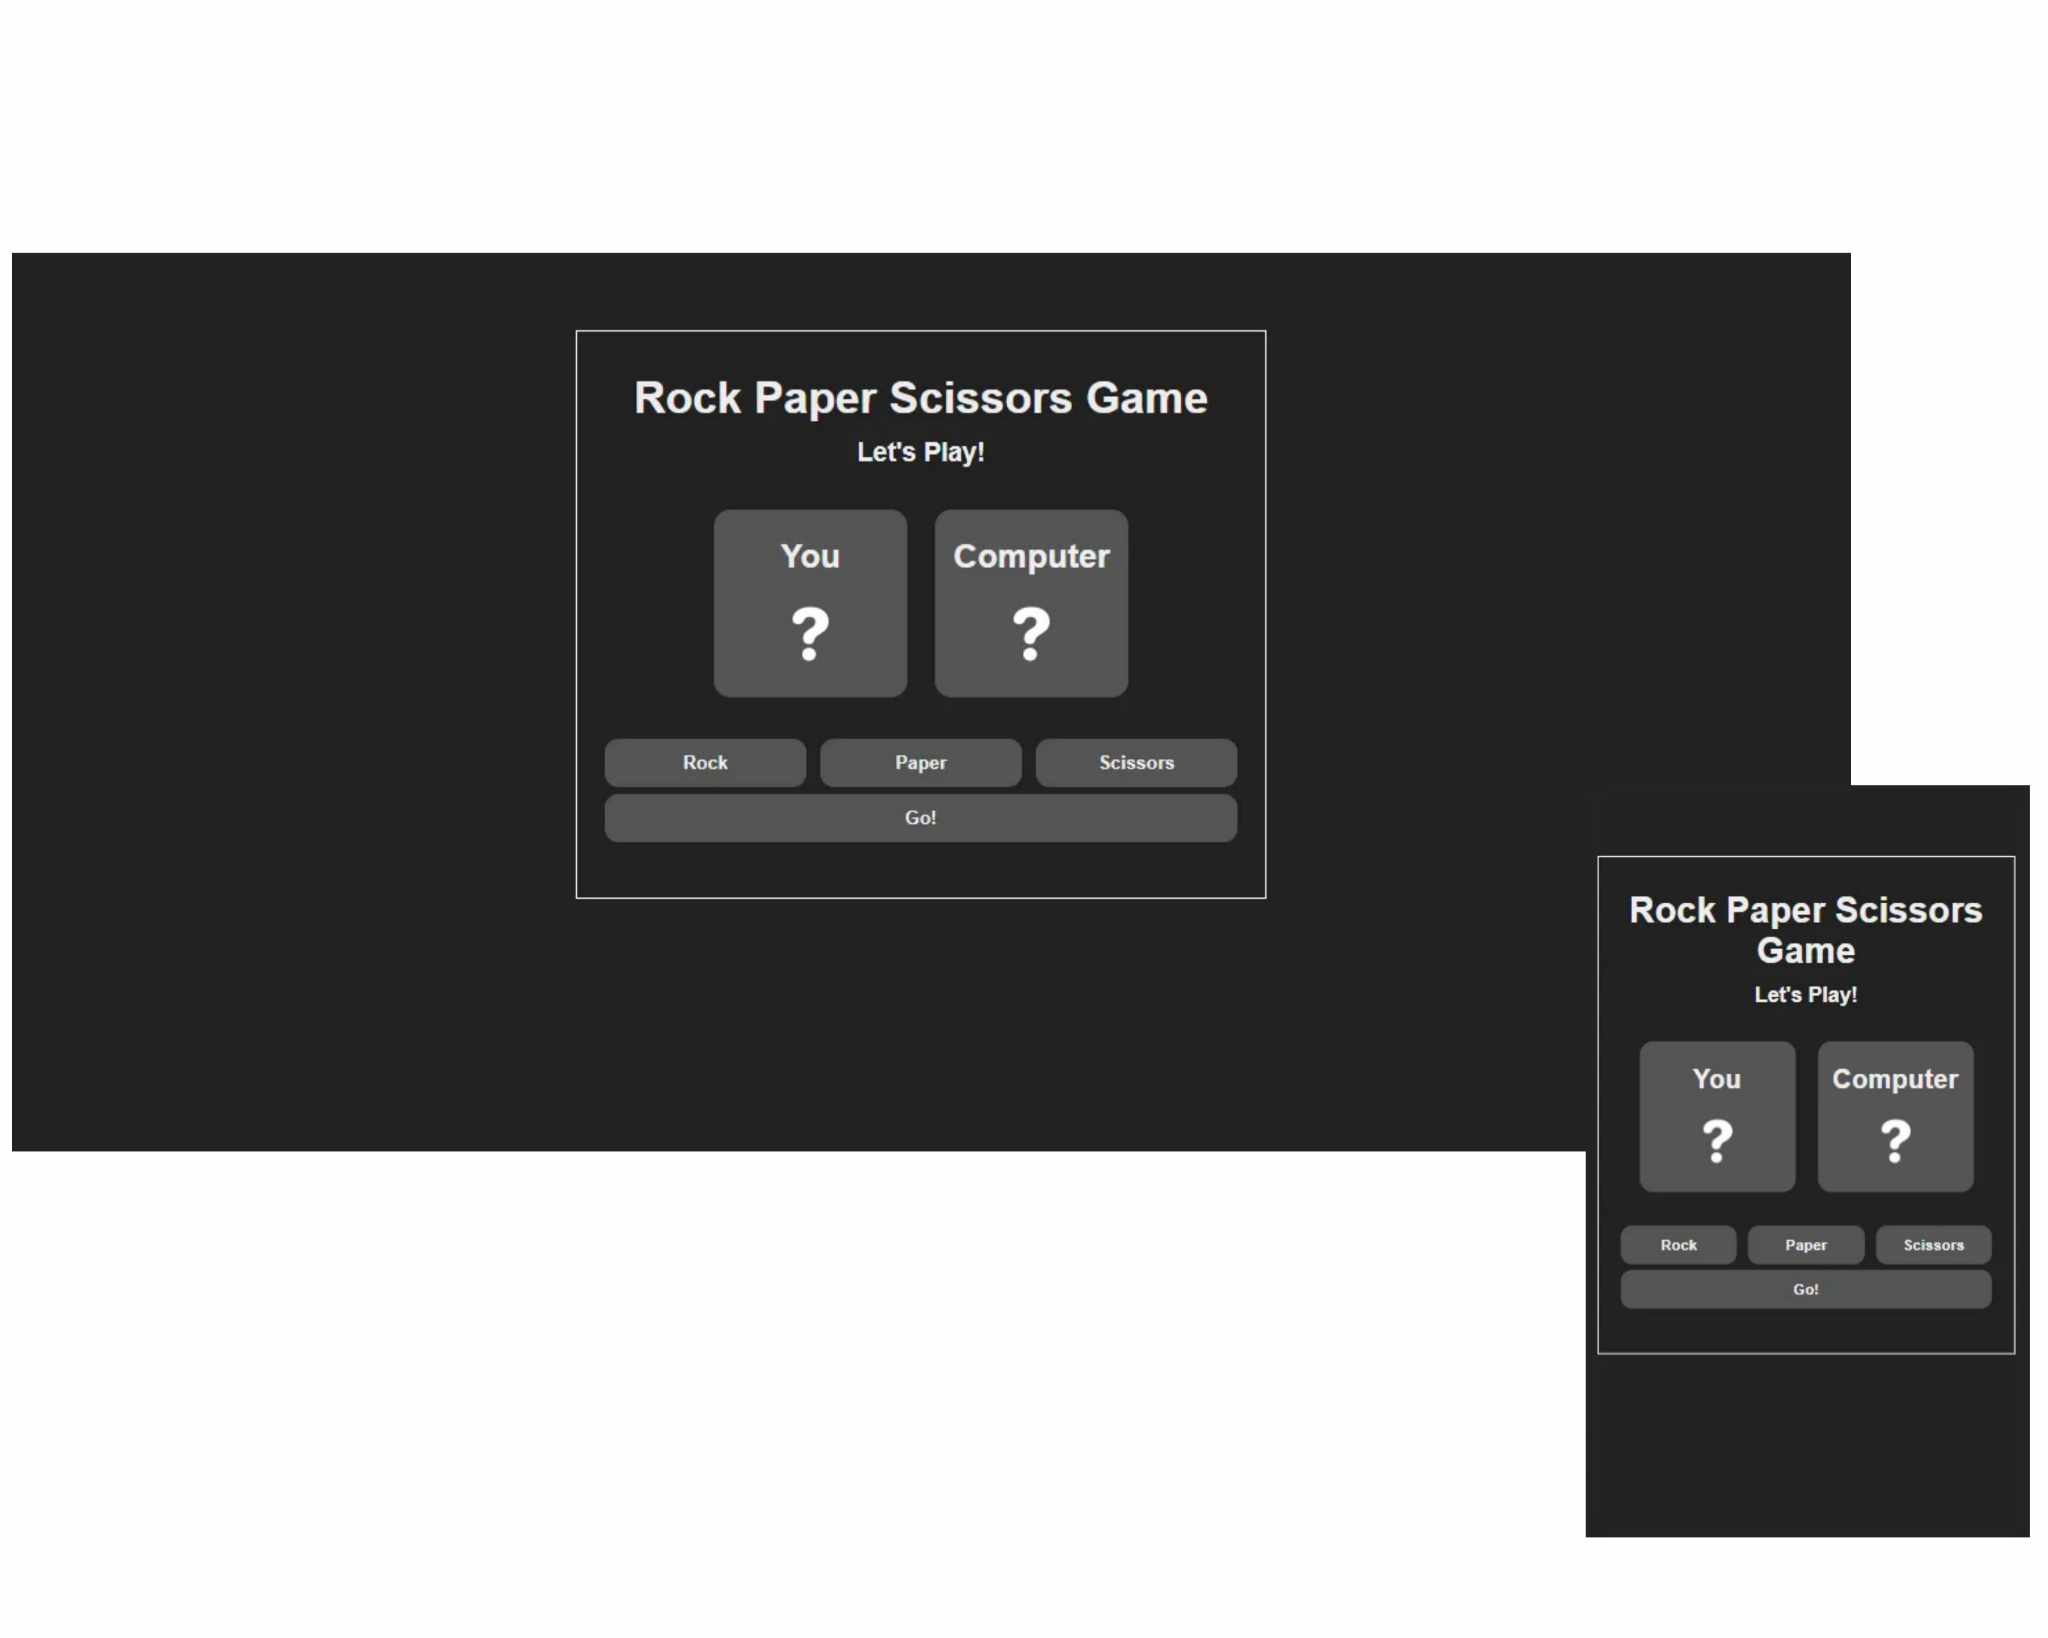 Rock Paper Scissors Game
Let's Play!
You
Computer
?
?
Rock
Paper
Scissors
Go!
Rock Paper Scissors
Game
Let's Play!
You
Computer
?
?
Rock
Paper
Scissors
Go!